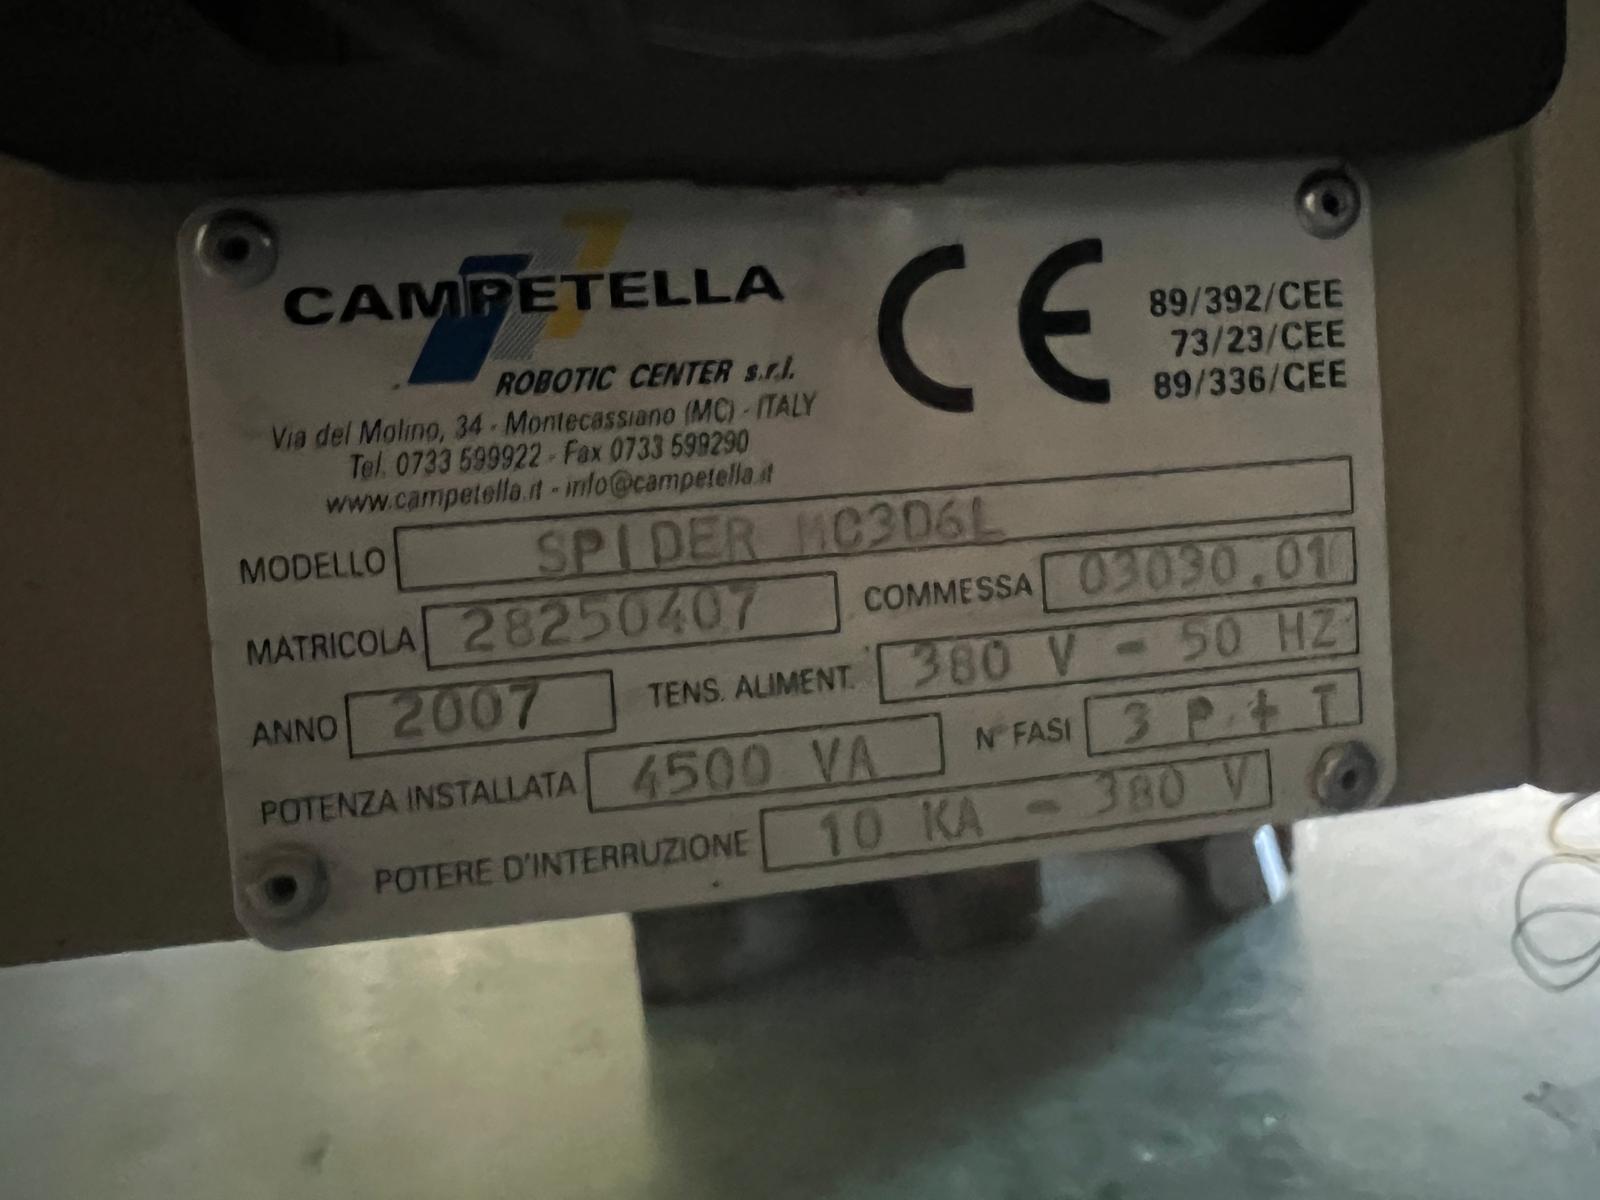 CAMPETELLA
ROBOTIC CENTER s.r.l.
Via del Molino, 34 - Montecassiano (MC) - ITALY
Tel. 0733 599922 - Fax 0733 599290
www.campetella.it - info@campetella.it
CE
89/392/CEE
73/23/CEE
89/336/CEE
MODELLO SPIDER MC3D6L
MATRICOLA 28250407 COMMESSA 03030.01
ANNO 2007 TENS. ALIMENT. 380 V - 50 HZ
POTENZA INSTALLATA 4500 VA N° FASI 3 P + T
POTERE D'INTERRUZIONE 10 KA - 380 V